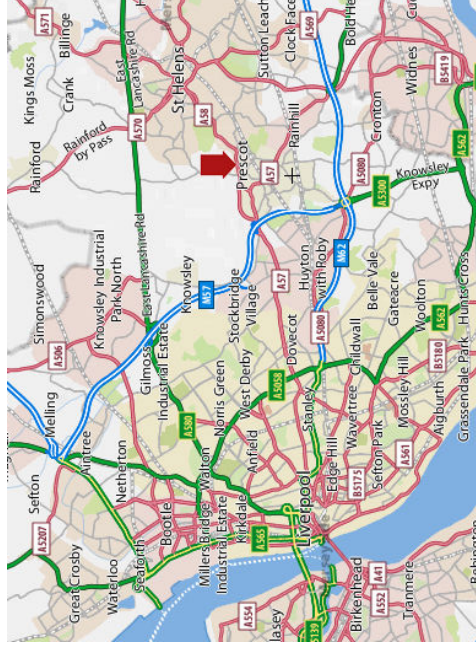 A554
Great Crosby
A5207
Sefton
Melling
Simonswood
Rainford
Kings Moss
A571
Billinge
Crank
Rainford
by Pass
Waterloo
Seaforth
Netherton
Aintree
A506
Knowsley Industrial
Park North
East
Lancashire Rd
A570
Bootle
Gilmoss
Industrial Estate
East Lancashire Rd
St Helens
Millers Bridge
Industrial Estate
Walton
A580
Knowsley
M57
A58
Kirkdale
Norris Green
Stockbridge
Village
Prescot
A57
A565
Anfield
West Derby
A5058
Sutton Leach
Clock Face
A569
lasey
5139
Liverpool
Stanley
Dovecot
A57
Huyton
with Roby
Rainhill
Edge Hill
A5080
M62
Bold He
Birkenhead
B5175
Wavertree
Childwall
Belle Vale
A5080
Cronton
A552
A41
Sefton Park
Mossley Hill
Gateacre
A5300
Knowsley
Expy
Widnes
Tranmere
A561
Aigburth
B5180
Woolton
A562
Hunts Cross
Grassendale Park
A562
B5419